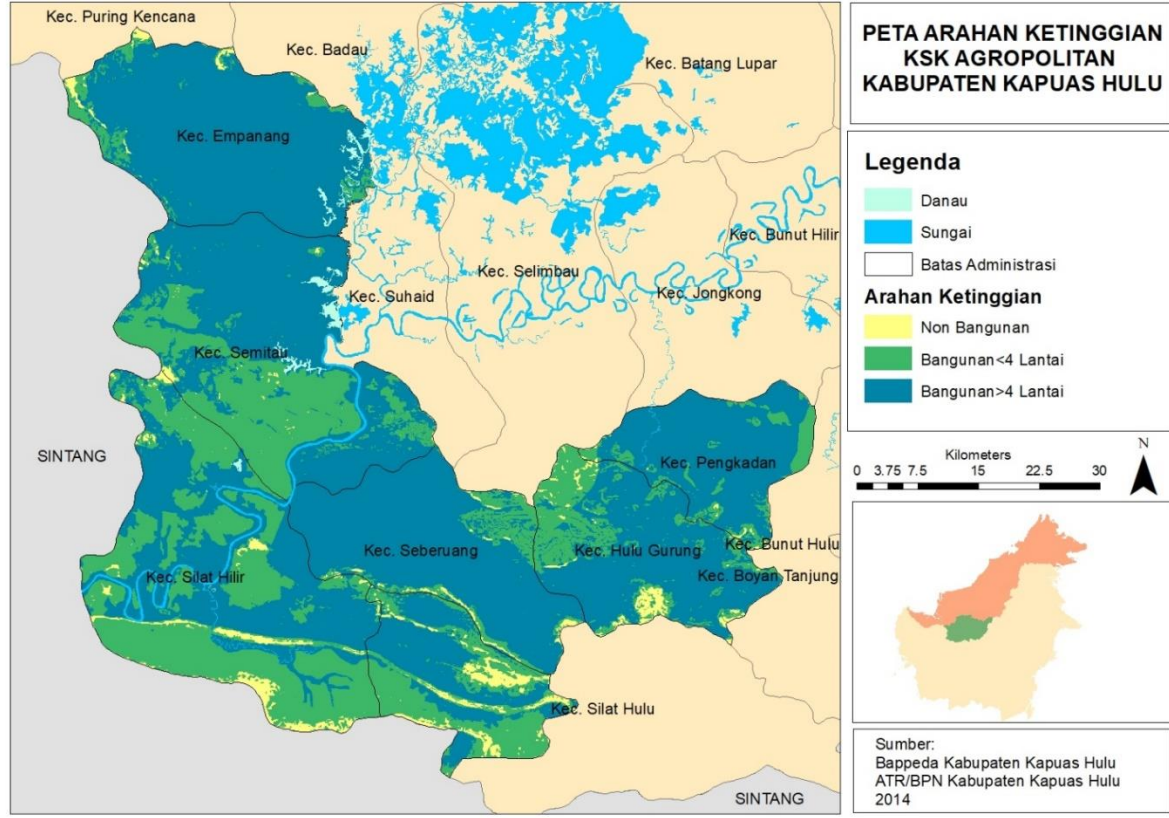 Kec. Puring Kencana
Kec. Badau
Kec. Batang Lupar
Kec. Empanang
Kec. Bunut Hilir
Kec. Selimbau
Kec. Suhaid
Kec. Jongkong
Kec. Semitau
SINTANG
Kec. Pengkadan
Kec. Seberuang
Kec. Hulu Gurung
Kec. Bunut Hulu
Kec. Silat Hilir
Kec. Boyan Tanjung
Kec. Silat Hulu
SINTANG
PETA ARAHAN KETINGGIAN
KSK AGROPOLITAN
KABUPATEN KAPUAS HULU
Legenda
Danau
Sungai
Batas Administrasi
Arahan Ketinggian
Non Bangunan
Bangunan<4 Lantai
Bangunan>4 Lantai
N
Kilometers
0 3.75 7.5 15 22.5 30
Sumber:
Bappeda Kabupaten Kapuas Hulu
ATR/BPN Kabupaten Kapuas Hulu
2014